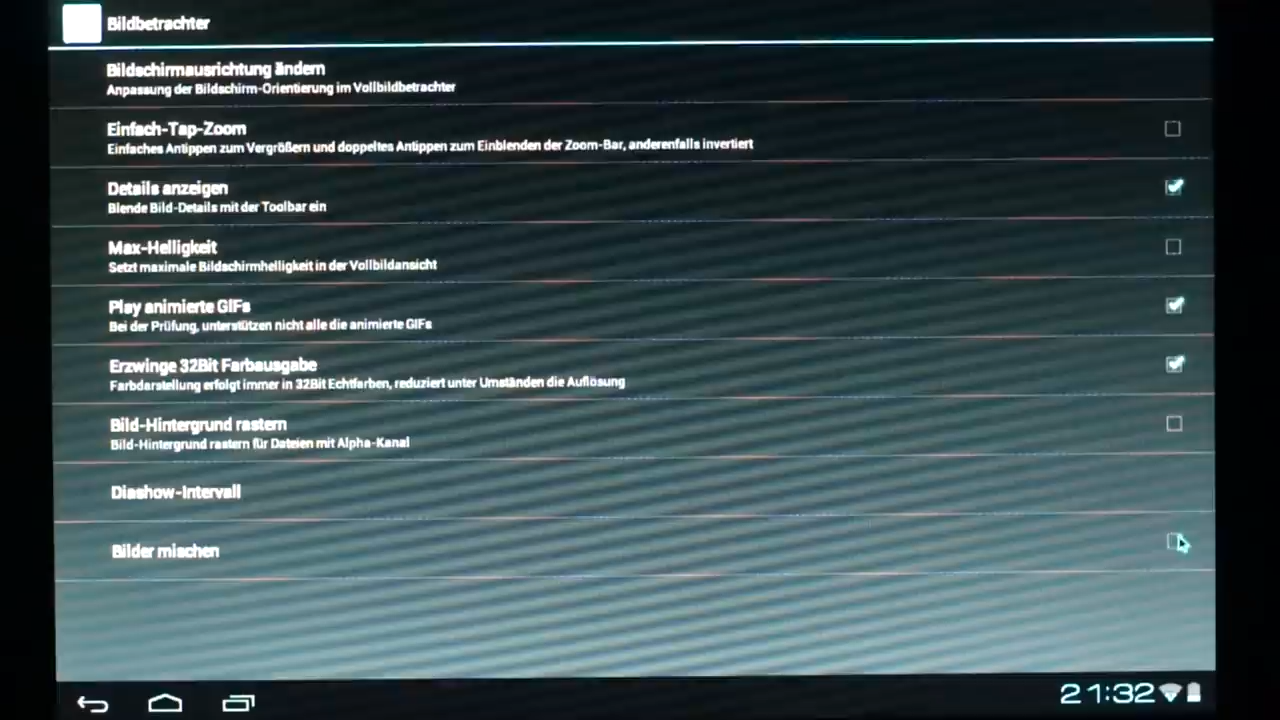 Bildbetrachter
Bildschirmausrichtung ändern
Anpassung der Bildschirm-Orientierung im Vollbildbetrachter
Einfach-Tap-Zoom
Einfaches Antippen zum Vergrößern und doppeltes Antippen zum Einblenden der Zoom-Bar, anderenfalls invertiert
Details anzeigen
Blende Bild-Details mit der Toolbar ein
Max-Helligkeit
Setzt maximale Bildschirmhelligkeit in der Vollbildansicht
Play animierte GIFs
Bei der Prüfung, unterstützen nicht alle die animierte GIFs
Erzwinge 32Bit Farbausgabe
Farbdarstellung erfolgt immer in 32Bit Echtfarben, reduziert unter Umständen die Auflösung
Bild-Hintergrund rastern
Bild-Hintergrund rastern für Dateien mit Alpha-Kanal
Diashow-Intervall
Bilder mischen
21:32